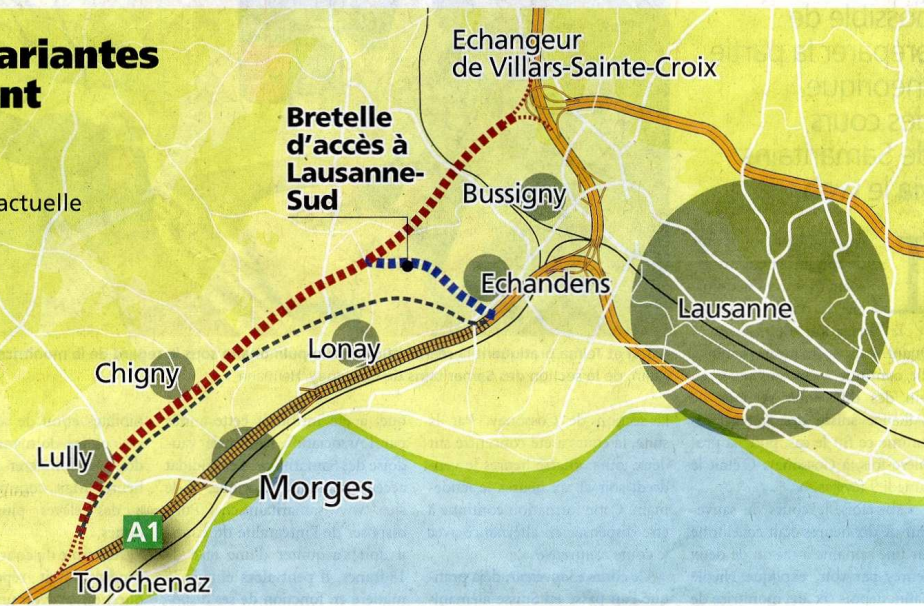 ariantes
nt
actuelle
Echangeur
de Villars-Sainte-Croix
Bretelle
d'accès à
Lausanne-
Sud
Bussigny
Echandens
Lausanne
Lonay
Chigny
Lully
Morges
A1
Tolochenaz